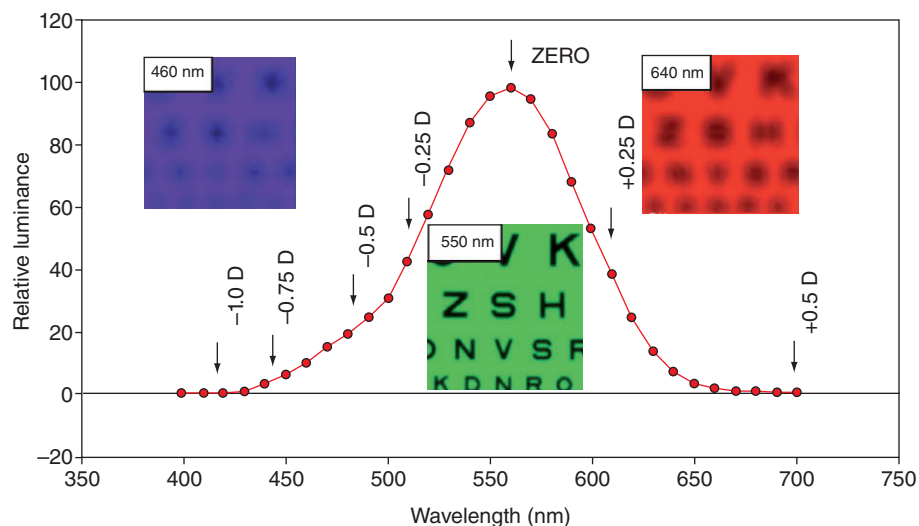 120
100
80
60
40
20
0
−20
Relative luminance
350
400
450
500
550
600
650
700
750
Wavelength (nm)
460 nm
−1.0 D
−0.75 D
−0.5 D
−0.25 D
ZERO
550 nm
V K
Z S H
N V S R
K D N R O
+0.25 D
640 nm
+0.5 D